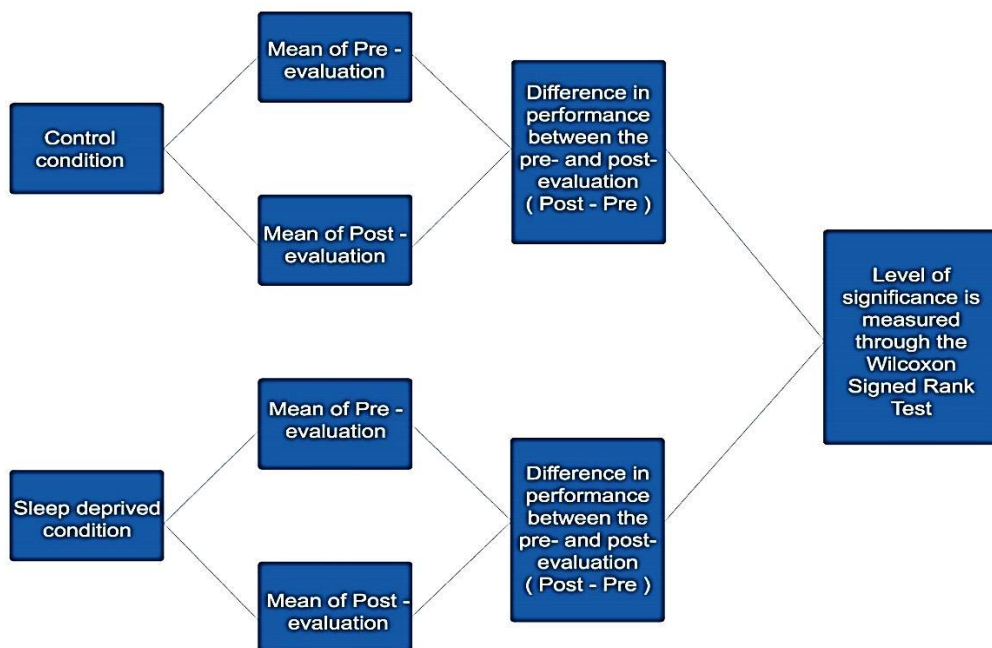 Control
condition
Mean of Pre -
evaluation
Mean of Post -
evaluation
Difference in
performance
between the
pre- and post-
evaluation
( Post - Pre )
Sleep deprived
condition
Mean of Pre -
evaluation
Mean of Post -
evaluation
Difference in
performance
between the
pre- and post-
evaluation
( Post - Pre )
Level of
significance is
measured
through the
Wilcoxon
Signed Rank
Test